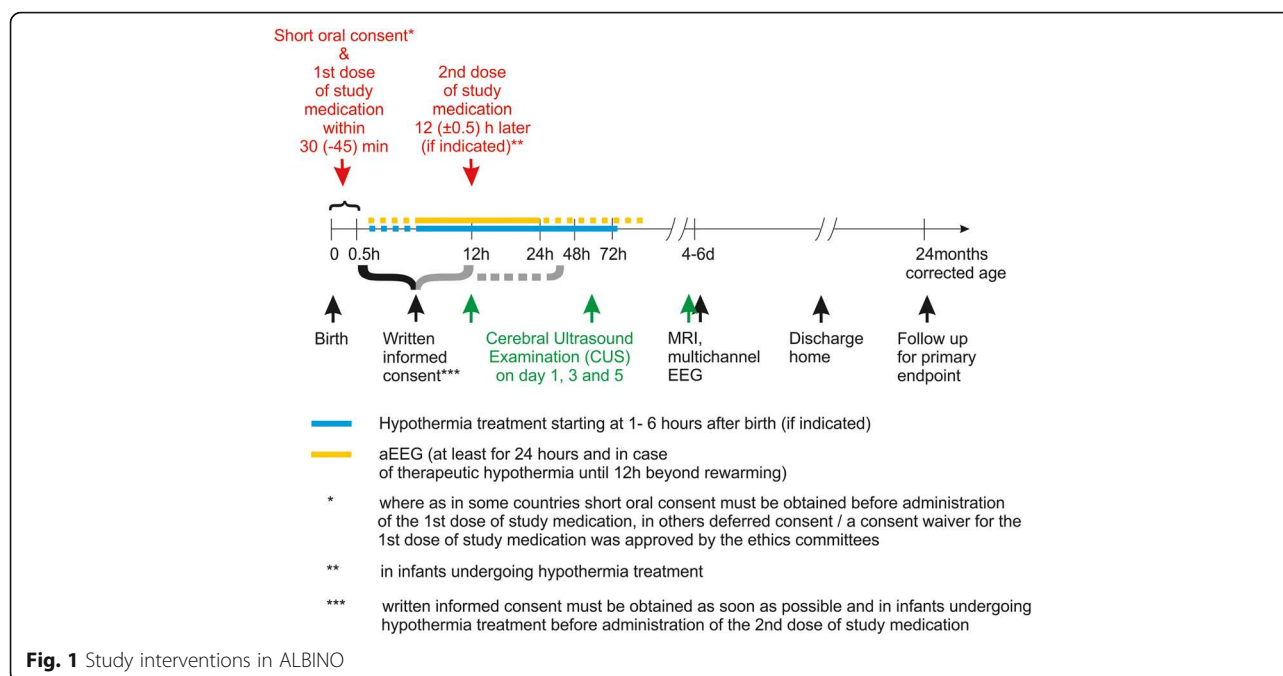 Short oral consent*
&
1st dose
of study
medication
within
30 (-45) min
2nd dose
of study
medication
12 (±0.5) h later
(if indicated)**
0 0.5h 12h 24h 48h 72h 4-6d 24months
corrected age
Birth
Written
informed
consent***
Cerebral Ultrasound
Examination (CUS)
on day 1, 3 and 5
MRI,
multichannel
EEG
Discharge
home
Follow up
for primary
endpoint
Hypothermia treatment starting at 1- 6 hours after birth (if indicated)
aEEG (at least for 24 hours and in case
of therapeutic hypothermia until 12h beyond rewarming)
* where as in some countries short oral consent must be obtained before administration
of the 1st dose of study medication, in others deferred consent / a consent waiver for the
1st dose of study medication was approved by the ethics committees
** in infants undergoing hypothermia treatment
*** written informed consent must be obtained as soon as possible and in infants undergoing
hypothermia treatment before administration of the 2nd dose of study medication
Fig. 1 Study interventions in ALBINO